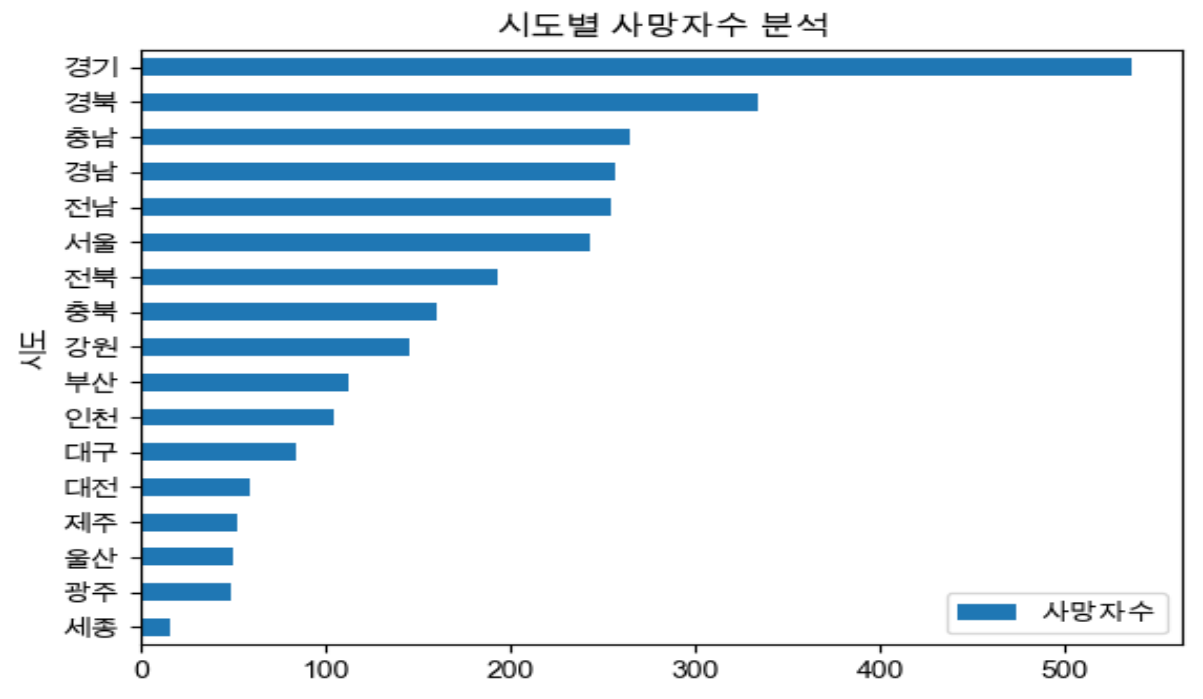 시도별 사망자수 분석
시도
경기
경북
충남
경남
전남
서울
전북
충북
강원
부산
인천
대구
대전
제주
울산
광주
세종
사망자수
0 100 200 300 400 500